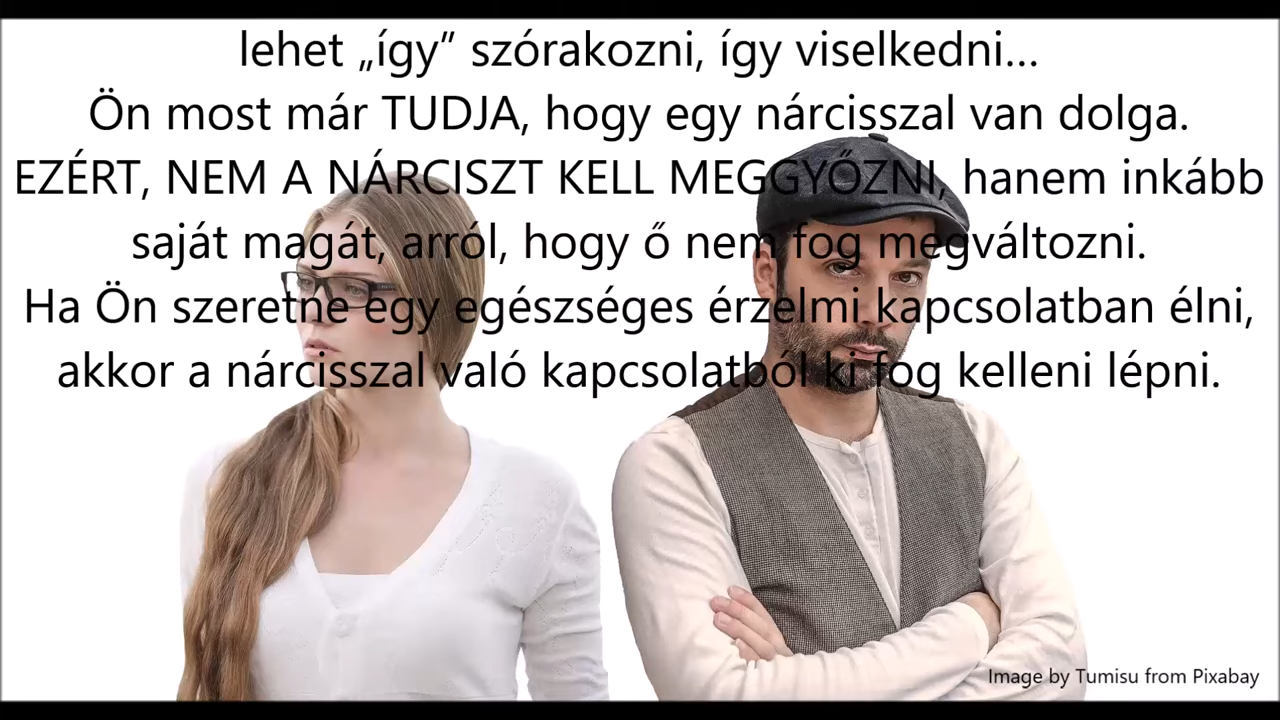 lehet „így” szórakozni, így viselkedni...
Ön most már TUDJA, hogy egy nárcisszal van dolga.
EZÉRT, NEM A NÁRCISZT KELL MEGGYŐZNI, hanem inkább
saját magát, arról, hogy ő nem fog megváltozni.
Ha Ön szeretne egy egészséges érzelmi kapcsolatban élni,
akkor a nárcisszal való kapcsolatból ki fog kelleni lépni.
Image by Tumisu from Pixabay